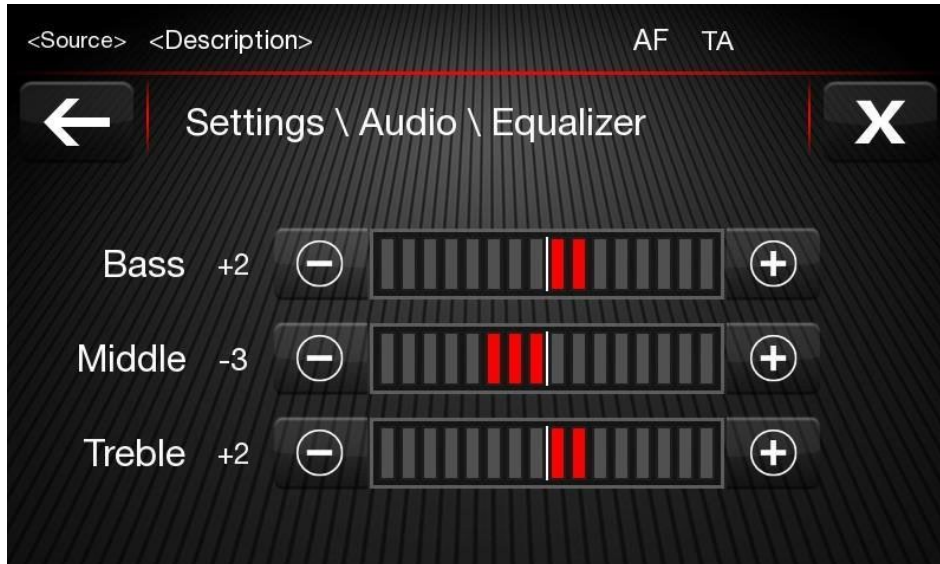 <Source> <Description> AF TA
Settings \ Audio \ Equalizer
X
Bass +2
Middle -3
Treble +2